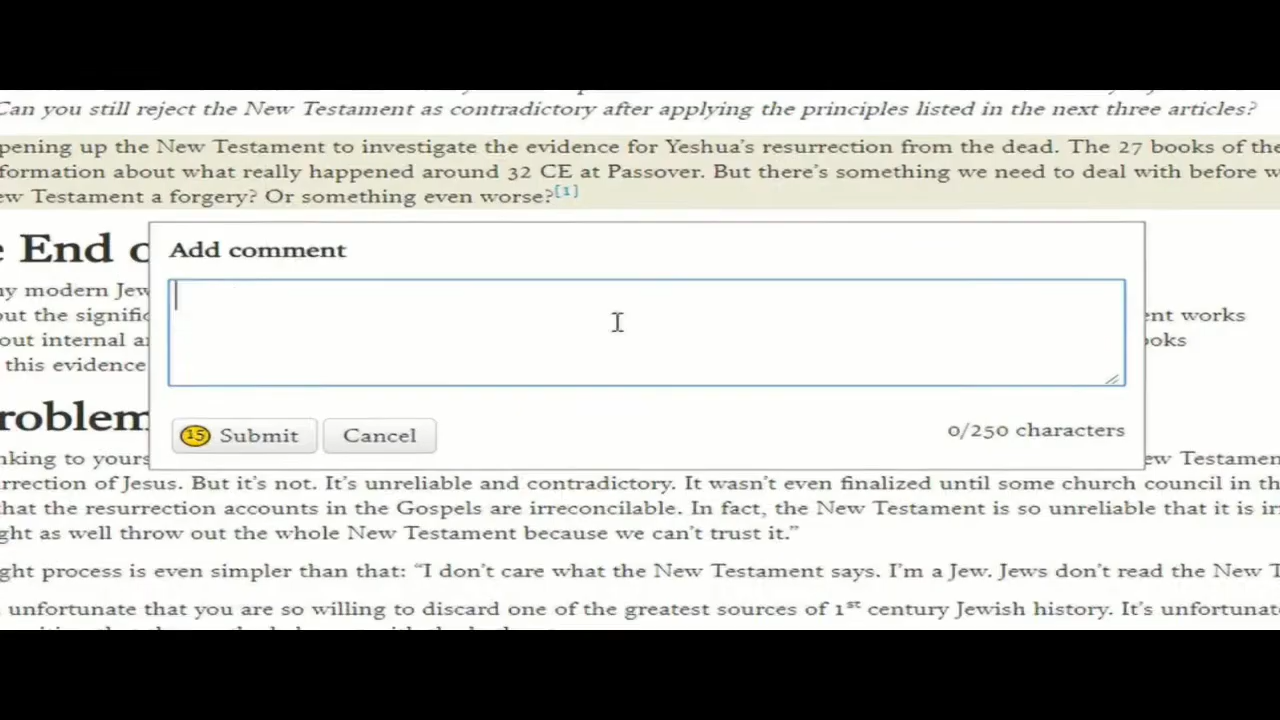 Can you still reject the New Testament as contradictory after applying the principles listed in the next three articles?
pening up the New Testament to investigate the evidence for Yeshua's resurrection from the dead. The 27 books of the
formation about what really happened around 32 CE at Passover. But there's something we need to deal with before w
ew Testament a forgery? Or something even worse?[1]
e End o
Add comment
ny modern Jew
out the signific
ent works
out internal a
ooks
this evidence
roblem
15 Submit
Cancel
0/250 characters
nking to yours
ew Testamen
rrection of Jesus. But it's not. It's unreliable and contradictory. It wasn't even finalized until some church council in th
that the resurrection accounts in the Gospels are irreconcilable. In fact, the New Testament is so unreliable that it is ir
ght as well throw out the whole New Testament because we can't trust it."
ght process is even simpler than that: "I don't care what the New Testament says. I'm a Jew. Jews don't read the New T
unfortunate that you are so willing to discard one of the greatest sources of 1st century Jewish history. It's unfortunat